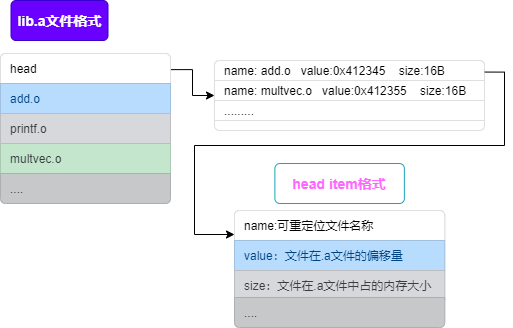 lib.a文件格式
head
add.o
printf.o
multvec.o
....
name: add.o value:0x412345 size:16B
name: multvec.o value:0x412355 size:16B
.........
head item格式
name:可重定位文件名称
value：文件在.a文件的偏移量
size：文件在.a文件中占的内存大小
....